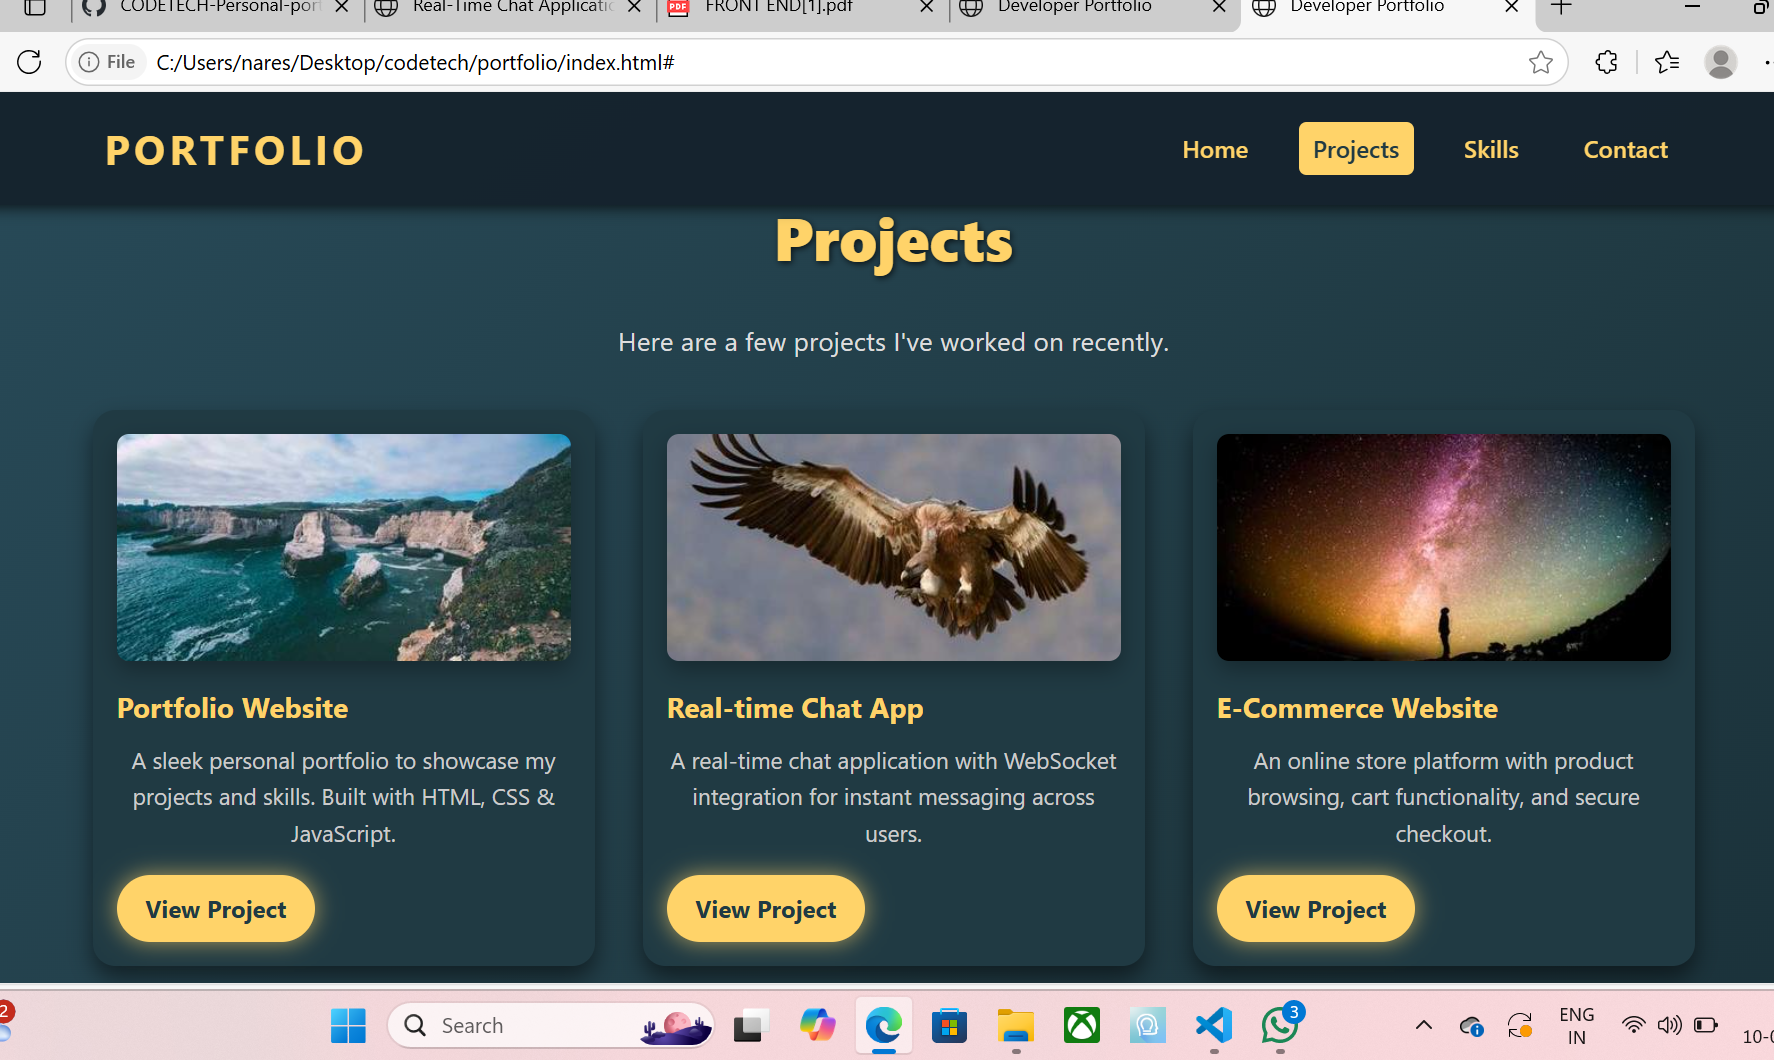 CODETECH-Personal-port
Real-Time Chat Applicatio
FRONT END[1].pdf
Developer Portfolio
Developer Portfolio
File
C:/Users/nares/Desktop/codetech/portfolio/index.html#
PORTFOLIO
Home
Projects
Skills
Contact
Projects
Here are a few projects I've worked on recently.
Portfolio Website
A sleek personal portfolio to showcase my
projects and skills. Built with HTML, CSS &
JavaScript.
View Project
Real-time Chat App
A real-time chat application with WebSocket
integration for instant messaging across
users.
View Project
E-Commerce Website
An online store platform with product
browsing, cart functionality, and secure
checkout.
View Project
2
Search
3
ENG
IN
10-0